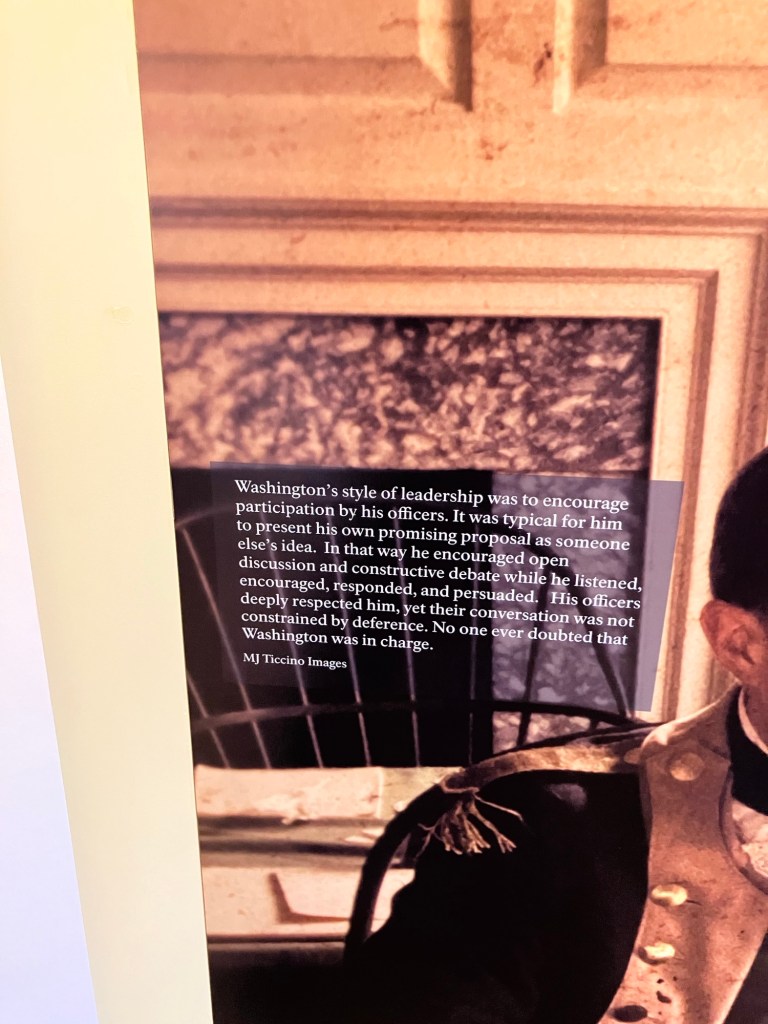 Washington's style of leadership was to encourage
participation by his officers. It was typical for him
to present his own promising proposal as someone
else's idea.  In that way he encouraged open
discussion and constructive debate while he listened,
encouraged, responded, and persuaded.   His officers
deeply respected him, yet their conversation was not
constrained by deference. No one ever doubted that
Washington was in charge.
MJ Ticcino Images